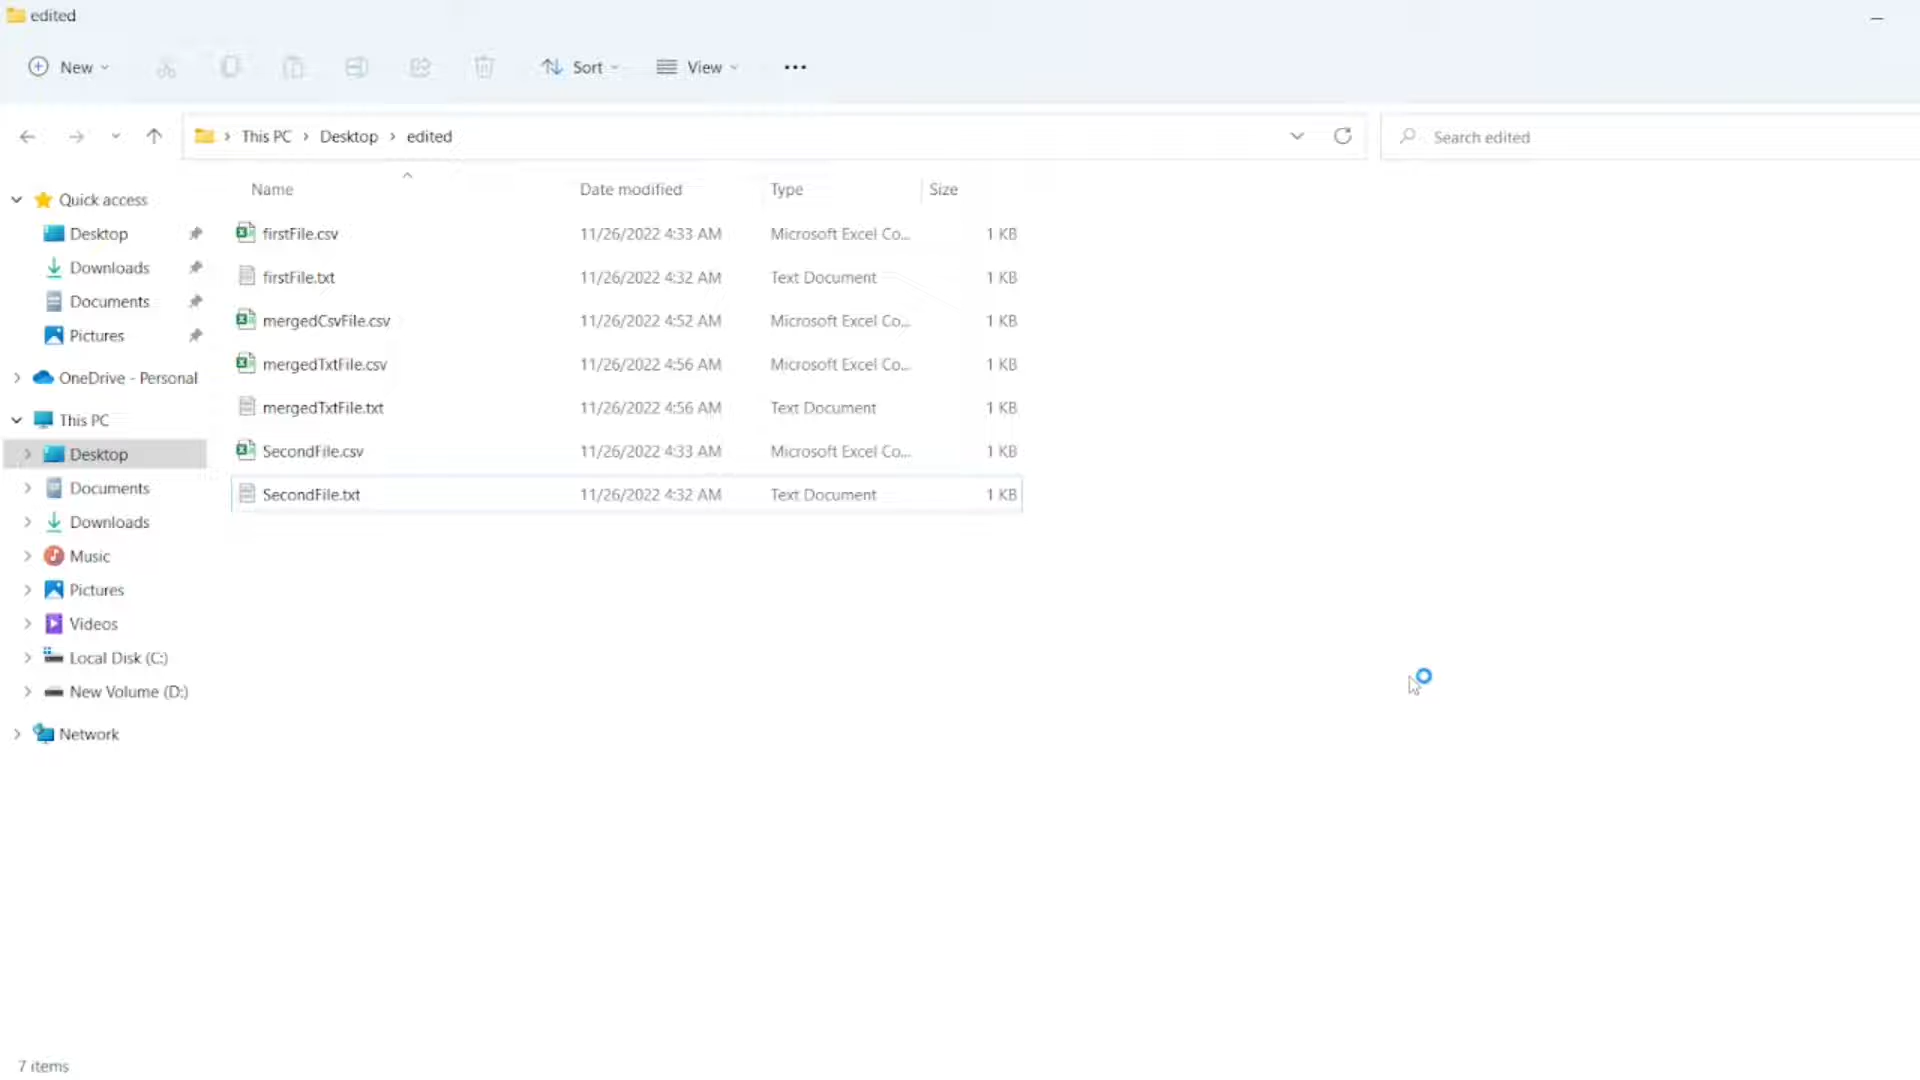 edited
New Sort View
This PC Desktop edited Search edited
Name Date modified Type Size
Quick access
Desktop
Downloads
Documents
Pictures
OneDrive - Personal
This PC
Desktop
Documents
Downloads
Music
Pictures
Videos
Local Disk (C:)
New Volume (D:)
Network
firstFile.csv 11/26/2022 4:33 AM Microsoft Excel Co... 1 KB
firstFile.txt 11/26/2022 4:32 AM Text Document 1 KB
mergedCsvFile.csv 11/26/2022 4:52 AM Microsoft Excel Co... 1 KB
mergedTxtFile.csv 11/26/2022 4:56 AM Microsoft Excel Co... 1 KB
mergedTxtFile.txt 11/26/2022 4:56 AM Text Document 1 KB
SecondFile.csv 11/26/2022 4:33 AM Microsoft Excel Co... 1 KB
SecondFile.txt 11/26/2022 4:32 AM Text Document 1 KB
7 items